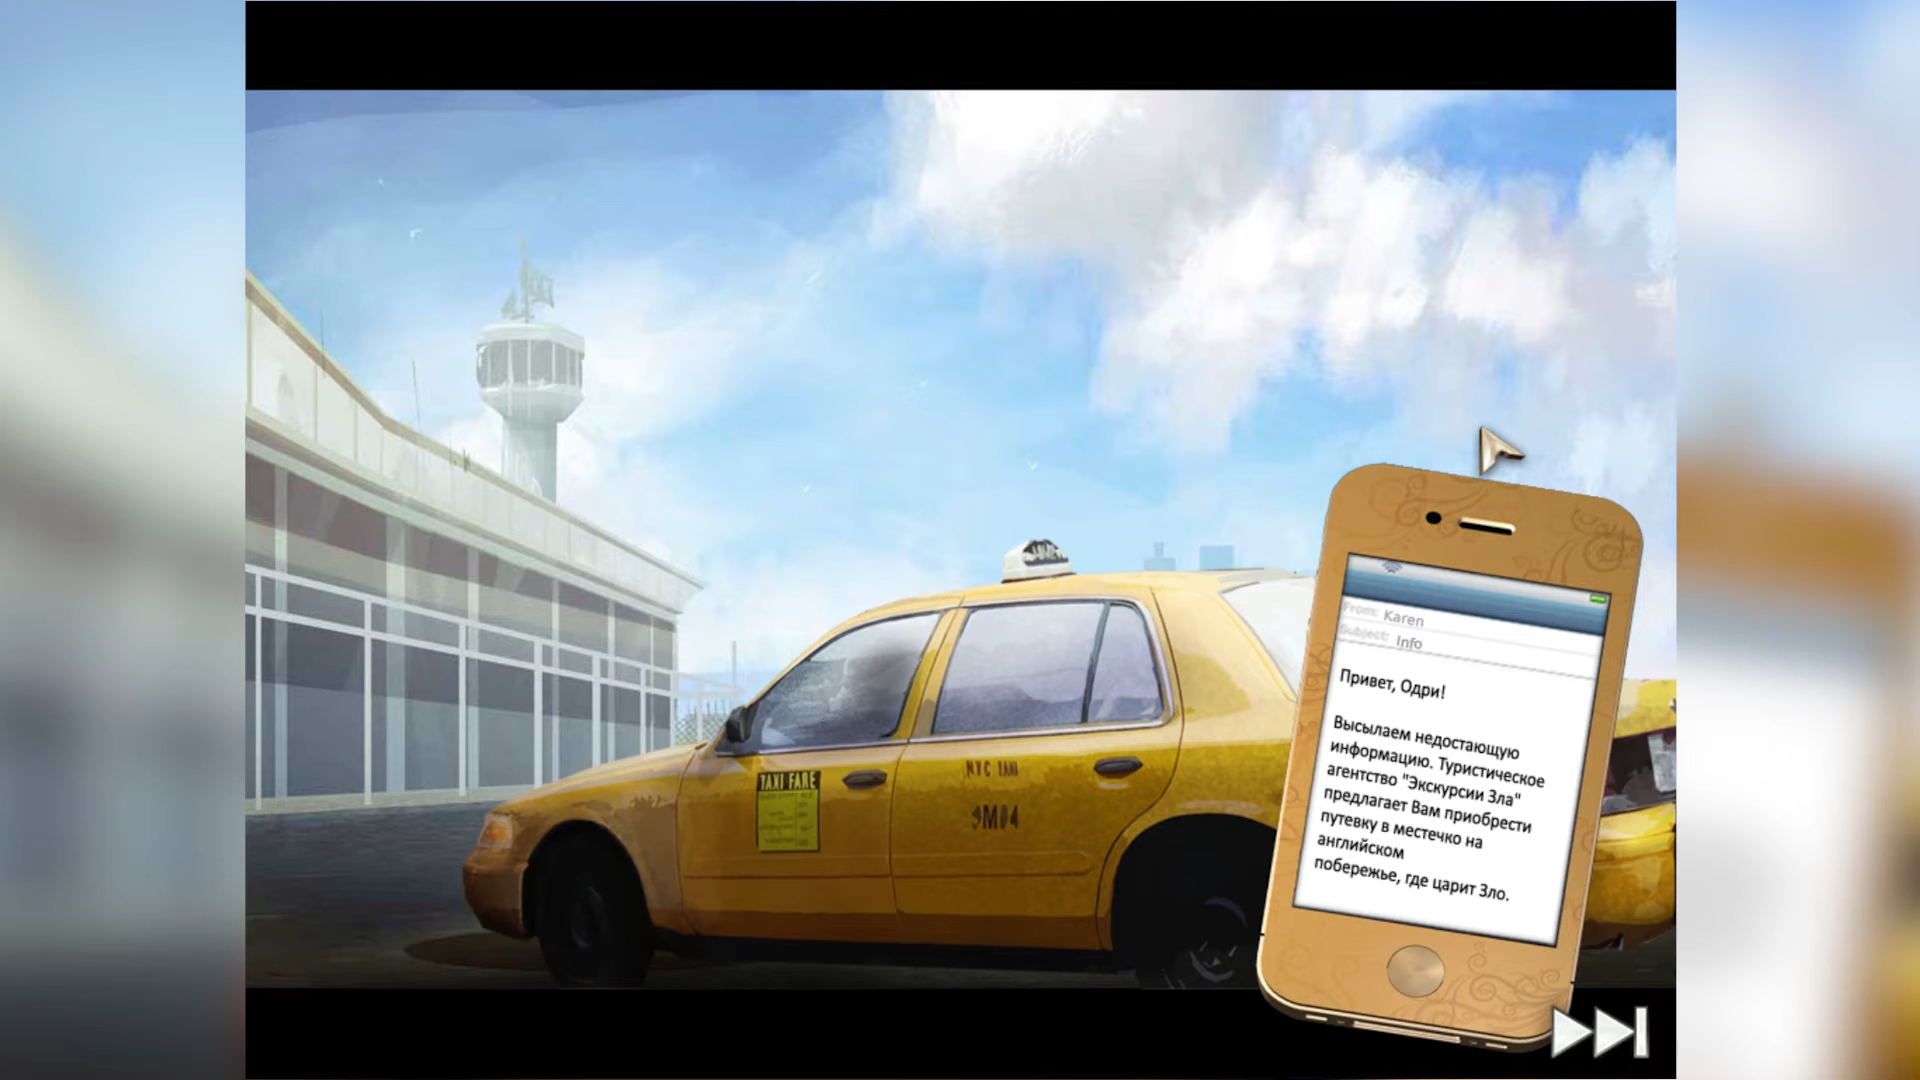 TAXI FARE
NYC TAXI
9M04
From: Karen
Subject: Info
Привет, Одри!
Высылаем недостающую
информацию. Туристическое
агентство "Экскурсии Зла"
предлагает Вам приобрести
путевку в местечко на
английском
побережье, где царит Зло.